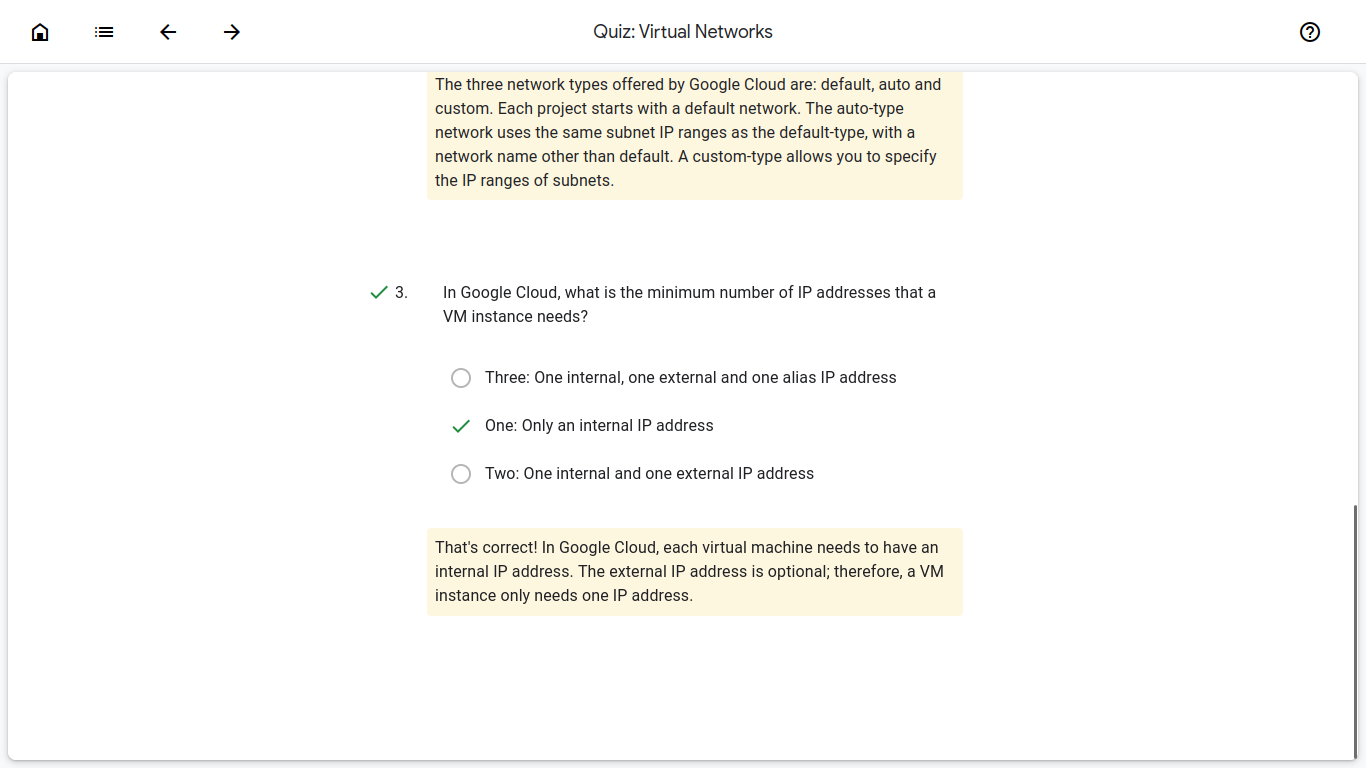 Quiz: Virtual Networks
The three network types offered by Google Cloud are: default, auto and
custom. Each project starts with a default network. The auto-type
network uses the same subnet IP ranges as the default-type, with a
network name other than default. A custom-type allows you to specify
the IP ranges of subnets.
3. In Google Cloud, what is the minimum number of IP addresses that a
VM instance needs?
Three: One internal, one external and one alias IP address
One: Only an internal IP address
Two: One internal and one external IP address
That's correct! In Google Cloud, each virtual machine needs to have an
internal IP address. The external IP address is optional; therefore, a VM
instance only needs one IP address.